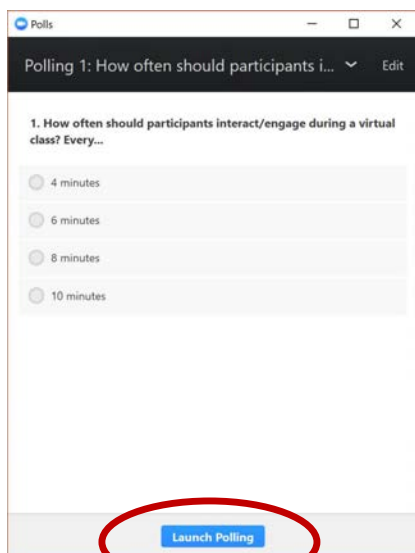 Polls
Polling 1: How often should participants i... Edit
1. How often should participants interact/engage during a virtual
class? Every...
4 minutes
6 minutes
8 minutes
10 minutes
Launch Polling